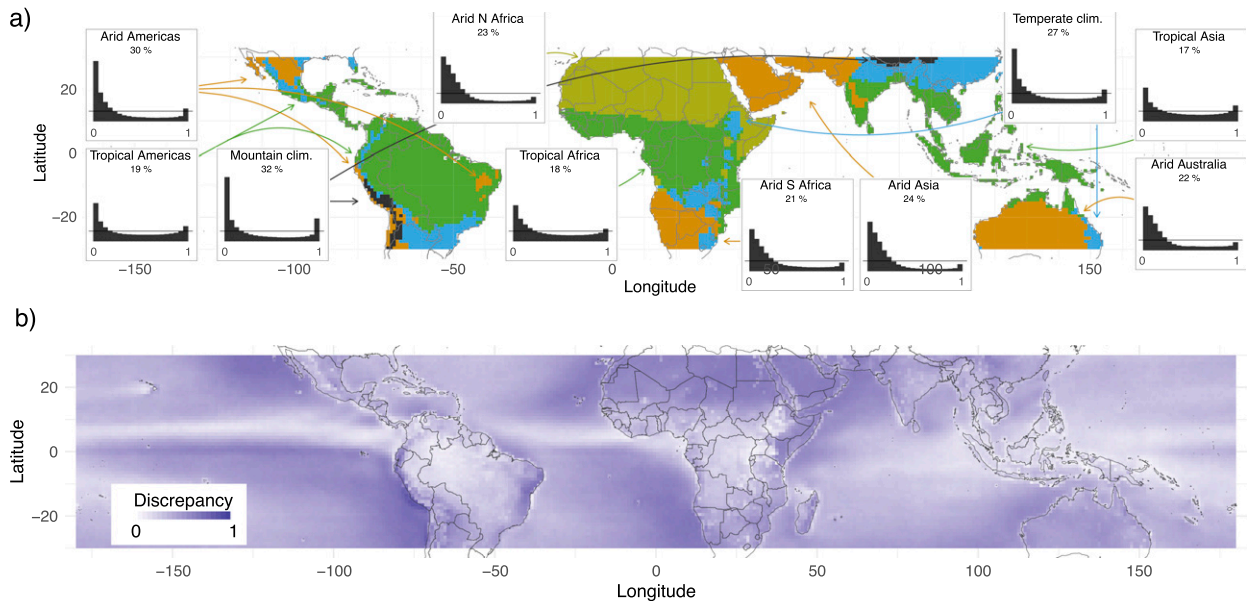 a)
Arid Americas
30 %
0 1
Arid N Africa
23 %
0 1
Temperate clim.
27 %
0 1
Tropical Asia
17 %
0 1
Tropical Americas
19 %
0 1
Mountain clim.
32 %
0 1
Tropical Africa
18 %
0 1
Arid S Africa
21 %
0 1
Arid Asia
24 %
0 1
Arid Australia
22 %
0 1
Latitude
20
0
−20
−150 −100 −50 0 50 100 150
Longitude
b)
Latitude
20
0
−20
Discrepancy
0 1
−150 −100 −50 0 50 100 150
Longitude